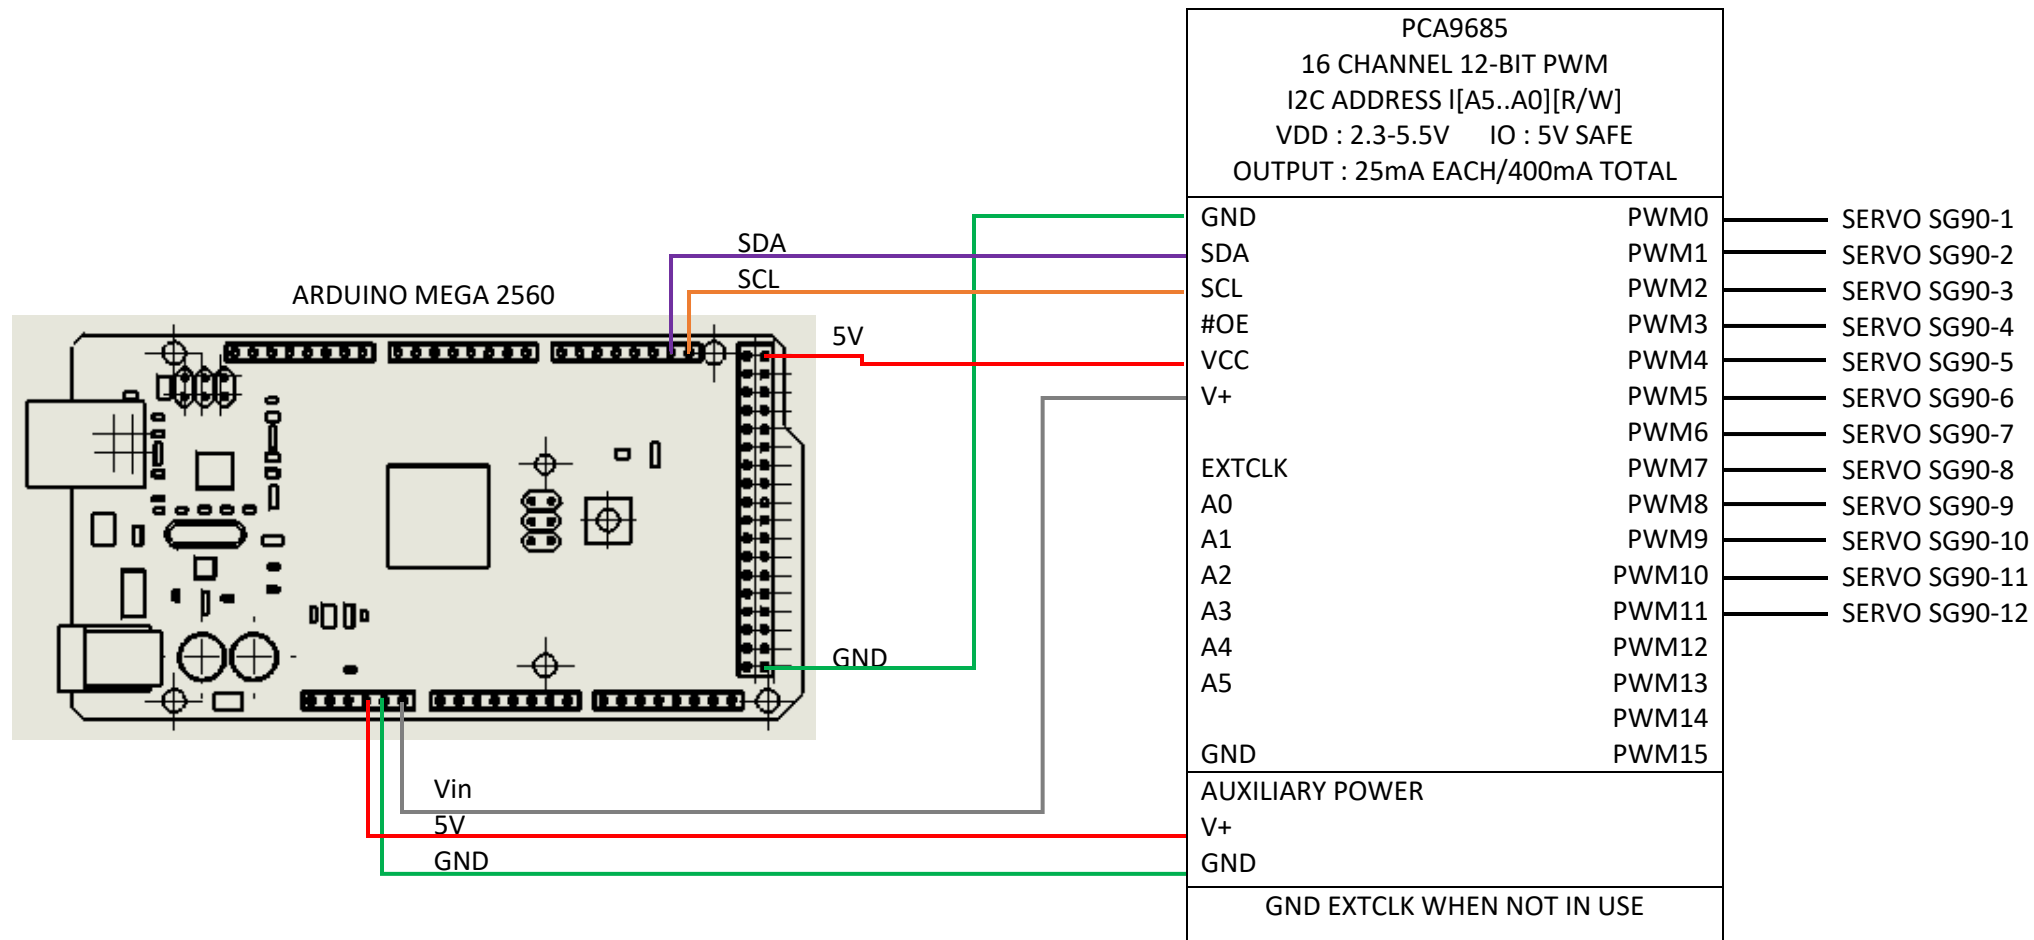 PCA9685
16 CHANNEL 12-BIT PWM
I2C ADDRESS l[A5..A0][R/W]
VDD : 2.3-5.5V IO : 5V SAFE
OUTPUT : 25mA EACH/400mA TOTAL
GND PWM0 SERVO SG90-1
SDA
SDA PWM1 SERVO SG90-2
SCL
SCL PWM2 SERVO SG90-3
ARDUINO MEGA 2560
#OE PWM3 SERVO SG90-4
5V
VCC PWM4 SERVO SG90-5
V+ PWM5 SERVO SG90-6
PWM6 SERVO SG90-7
EXTCLK PWM7 SERVO SG90-8
A0 PWM8 SERVO SG90-9
A1 PWM9 SERVO SG90-10
A2 PWM10 SERVO SG90-11
A3 PWM11 SERVO SG90-12
A4 PWM12
GND
A5 PWM13
PWM14
GND PWM15
Vin
AUXILIARY POWER
5V
V+
GND
GND
GND EXTCLK WHEN NOT IN USE